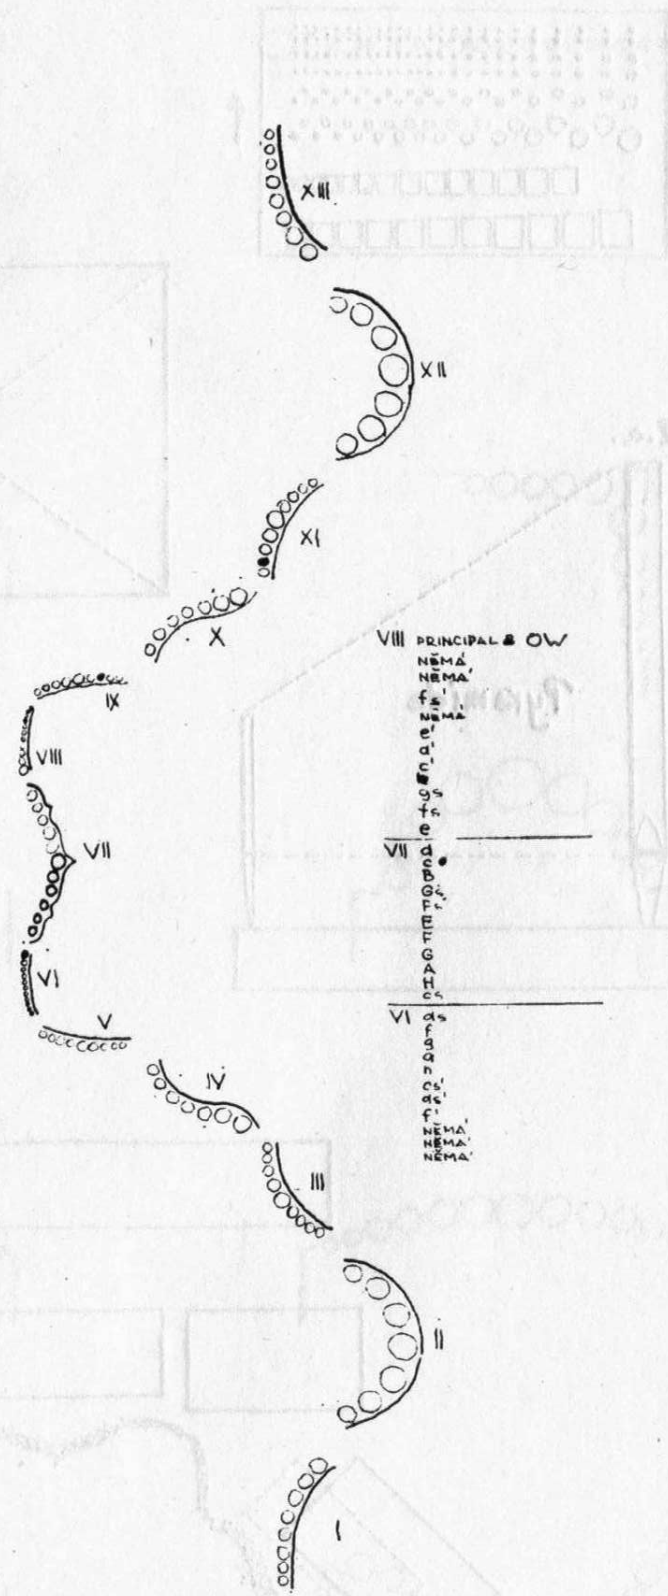 XIII
XII
XI
X
IX
VIII
VII
VI
V
IV
III
II
I
VIII PRINCIPAL 8 OW
NĚMÁ
NĚMÁ
fs'
NĚMÁ
e'
d'
c'
gs
fs
e
VII d
c
B
Gs
Fs
E
F
G
A
H
cs
VI ds
f
g
a
h
cs'
ds'
f'
NĚMÁ
NĚMÁ
NĚMÁ